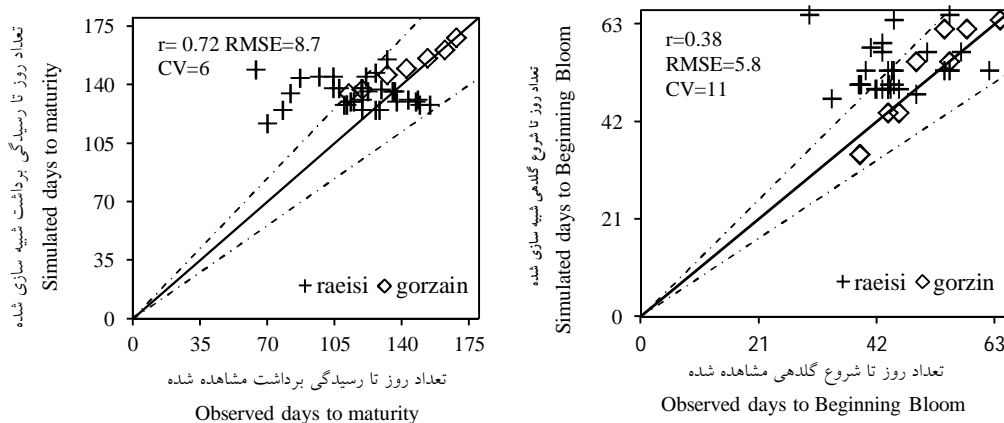 تعداد روز تا رسیدگی برداشت شبیه سازی شده
Simulated days to maturity
180
140
105
70
35
0
r= 0.72 RMSE=8.7
CV=6
raeisi gorzain
0 35 70 105 140 175
تعداد روز تا رسیدگی برداشت مشاهده شده
Observed days to maturity
تعداد روز تا شروع گلدهی شبیه سازی شده
Simulated days to Beginning Bloom
63
42
21
0
r=0.38
RMSE=5.8
CV=11
raeisi gorzin
0 21 42 63
تعداد روز تا شروع گلدهی مشاهده شده
Observed days to Beginning Bloom